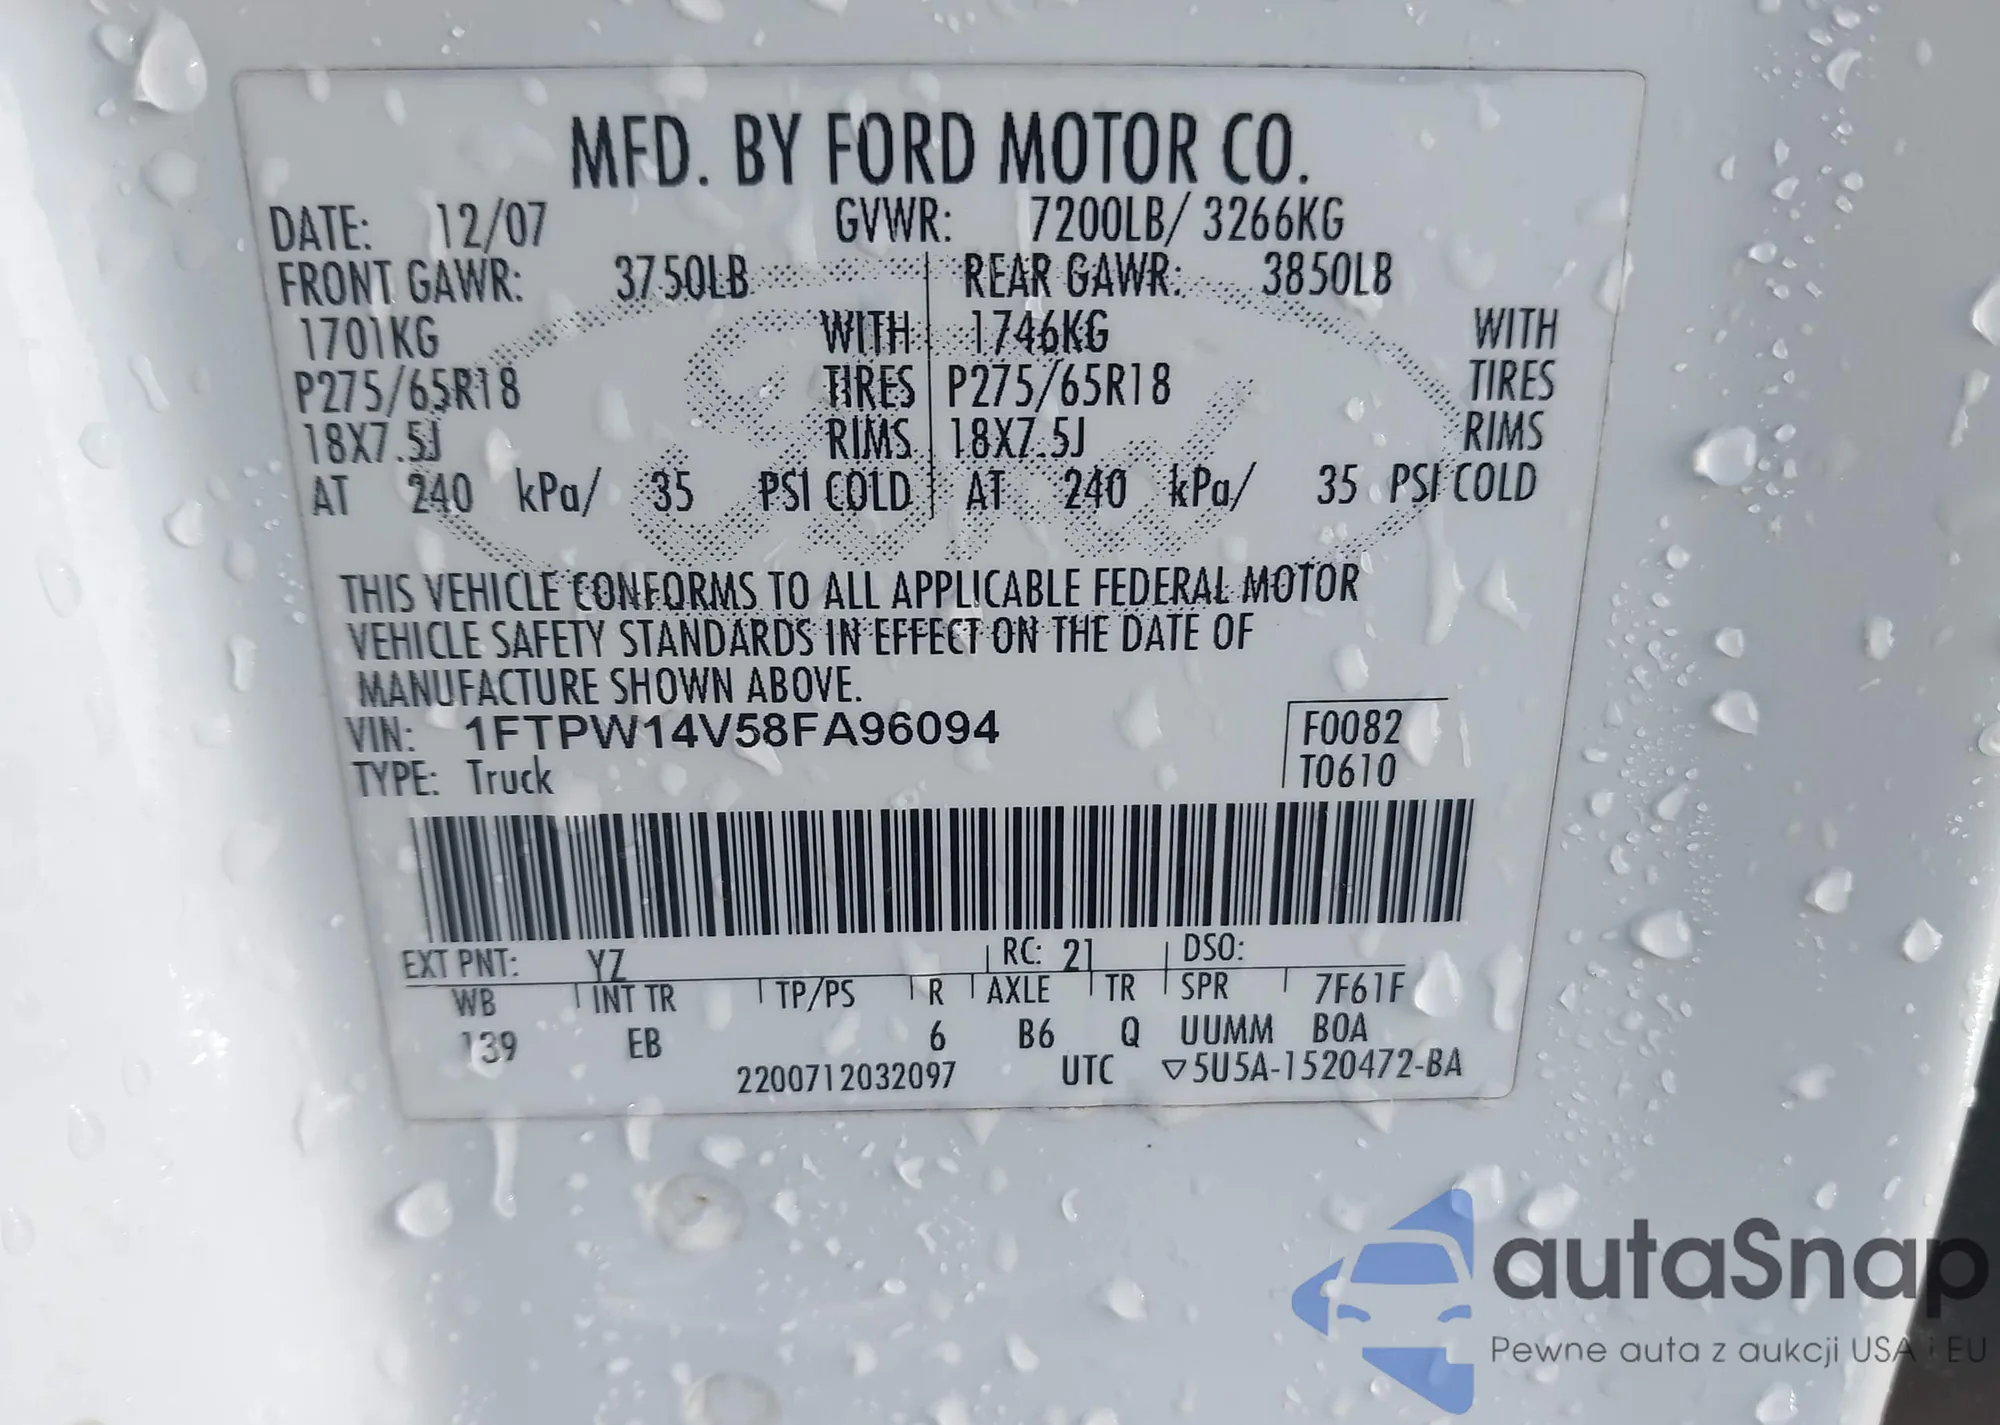 MFD. BY FORD MOTOR CO.
DATE: 12/07 GVWR: 7200LB/ 3266KG
FRONT GAWR: 3750LB REAR GAWR: 3850LB
1701KG WITH 1746KG WITH
P275/65R18 TIRES P275/65R18 TIRES
18X7.5J RIMS 18X7.5J RIMS
AT 240 kPa/ 35 PSI COLD AT 240 kPa/ 35 PSI COLD
THIS VEHICLE CONFORMS TO ALL APPLICABLE FEDERAL MOTOR
VEHICLE SAFETY STANDARDS IN EFFECT ON THE DATE OF
MANUFACTURE SHOWN ABOVE.
VIN: 1FTPW14V58FA96094 F0082
TYPE: Truck T0610
EXT PNT: YZ RC: 21 DSO:
WB INT TR TP/PS R AXLE TR SPR 7F61F
139 EB 6 B6 Q UUMM BOA
2200712032097 UTC ▽5U5A-1520472-BA
autaSnap
Pewne auta z aukcji USA i EU